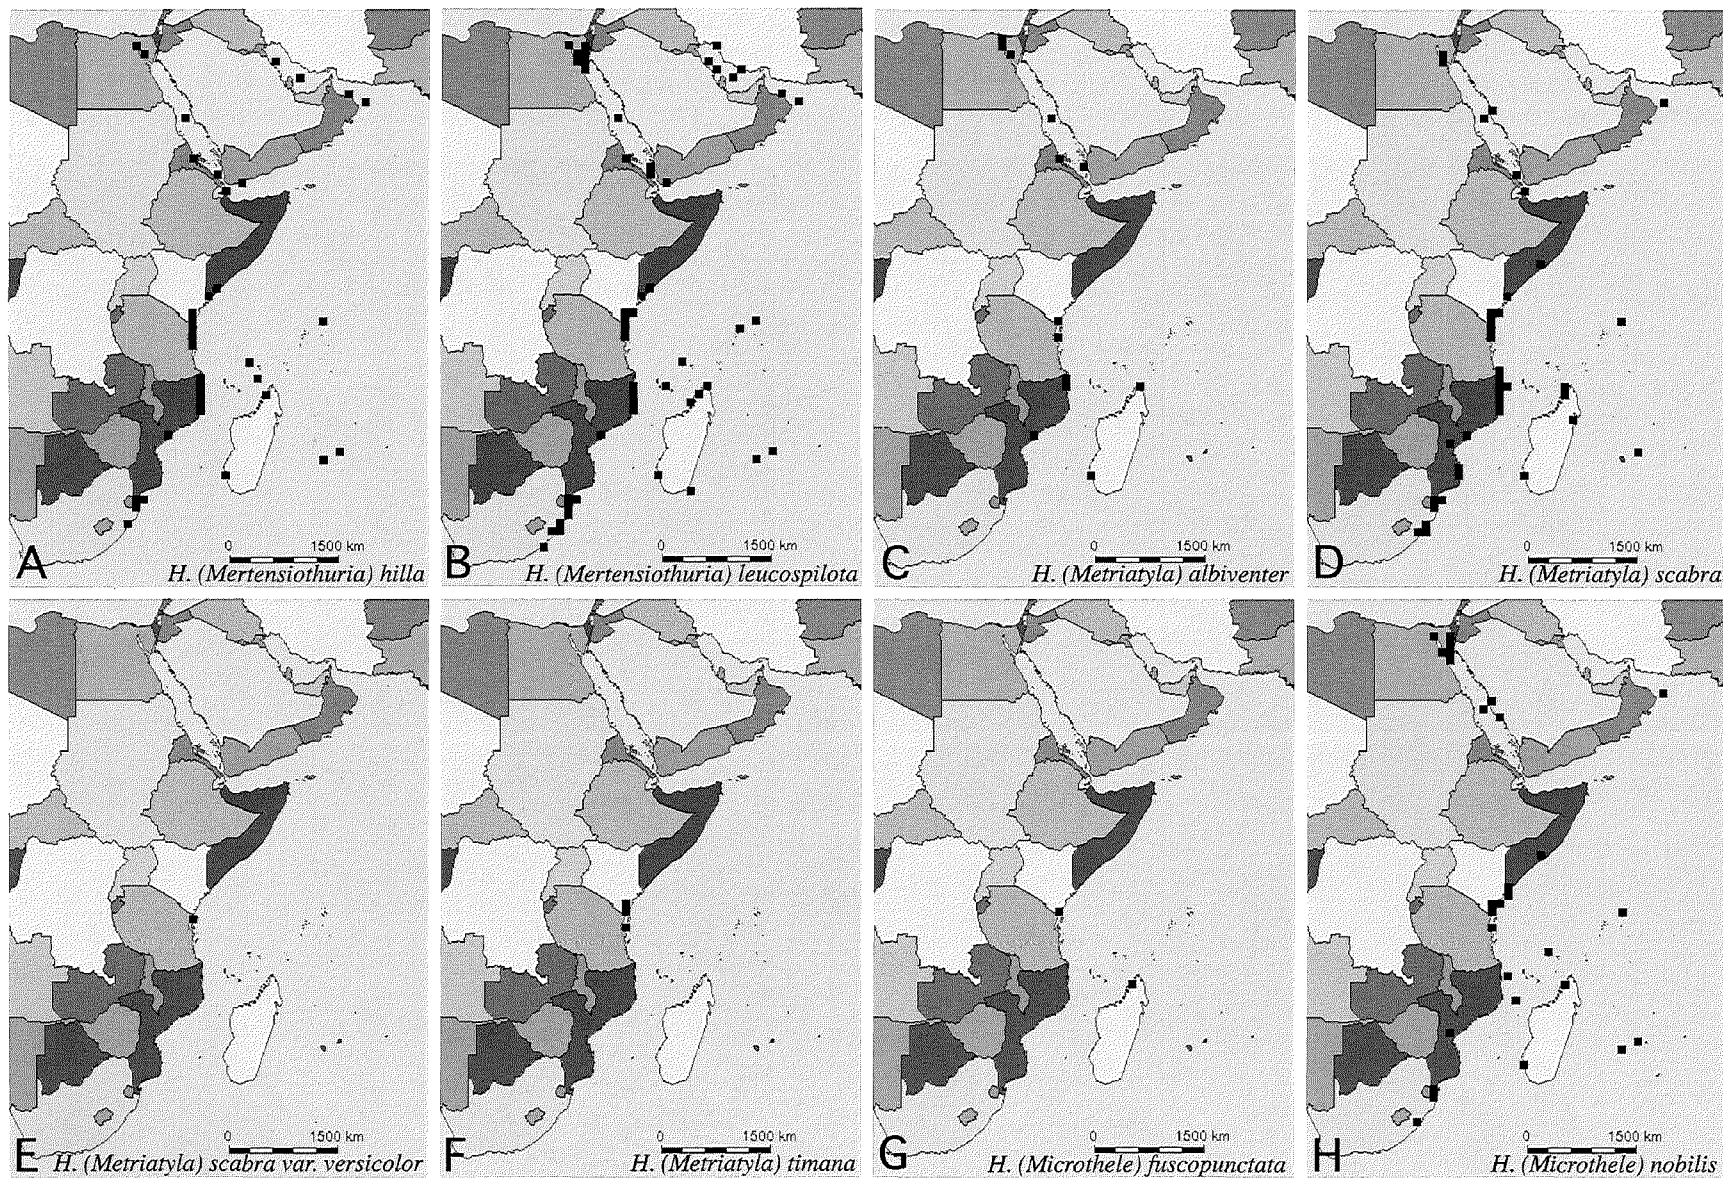 0 1500 km
A H. (Mertensiothuria) hilla
0 1500 km
B H. (Mertensiothuria) leucospilota
0 1500 km
C H. (Metriatyla) albiventer
0 1500 km
D H. (Metriatyla) scabra
0 1500 km
E H. (Metriatyla) scabra var. versicolor
0 1500 km
F H. (Metriatyla) timana
0 1500 km
G H. (Microthele) fuscopunctata
0 1500 km
H H. (Microthele) nobilis